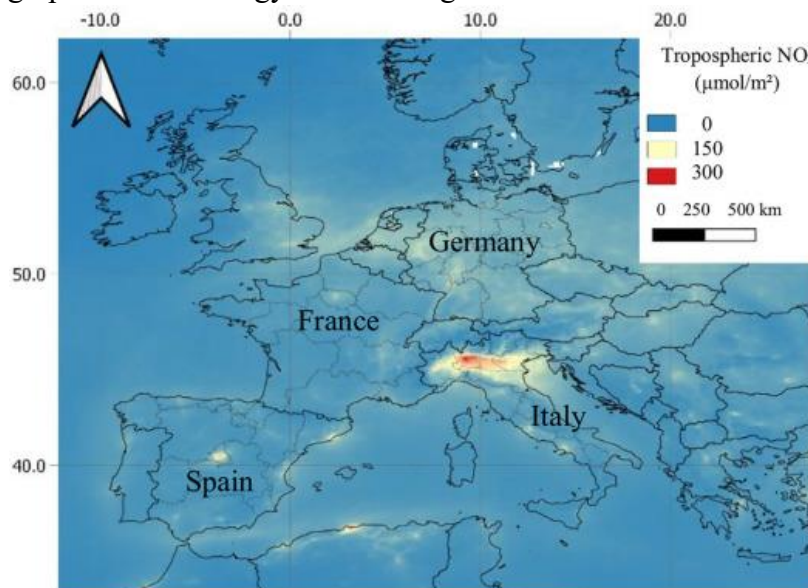 -10.0 0.0 10.0 20.0
Tropospheric NO
(μmol/m²)
0
150
300
0 250 500 km
60.0
50.0
40.0
Germany
France
Italy
Spain